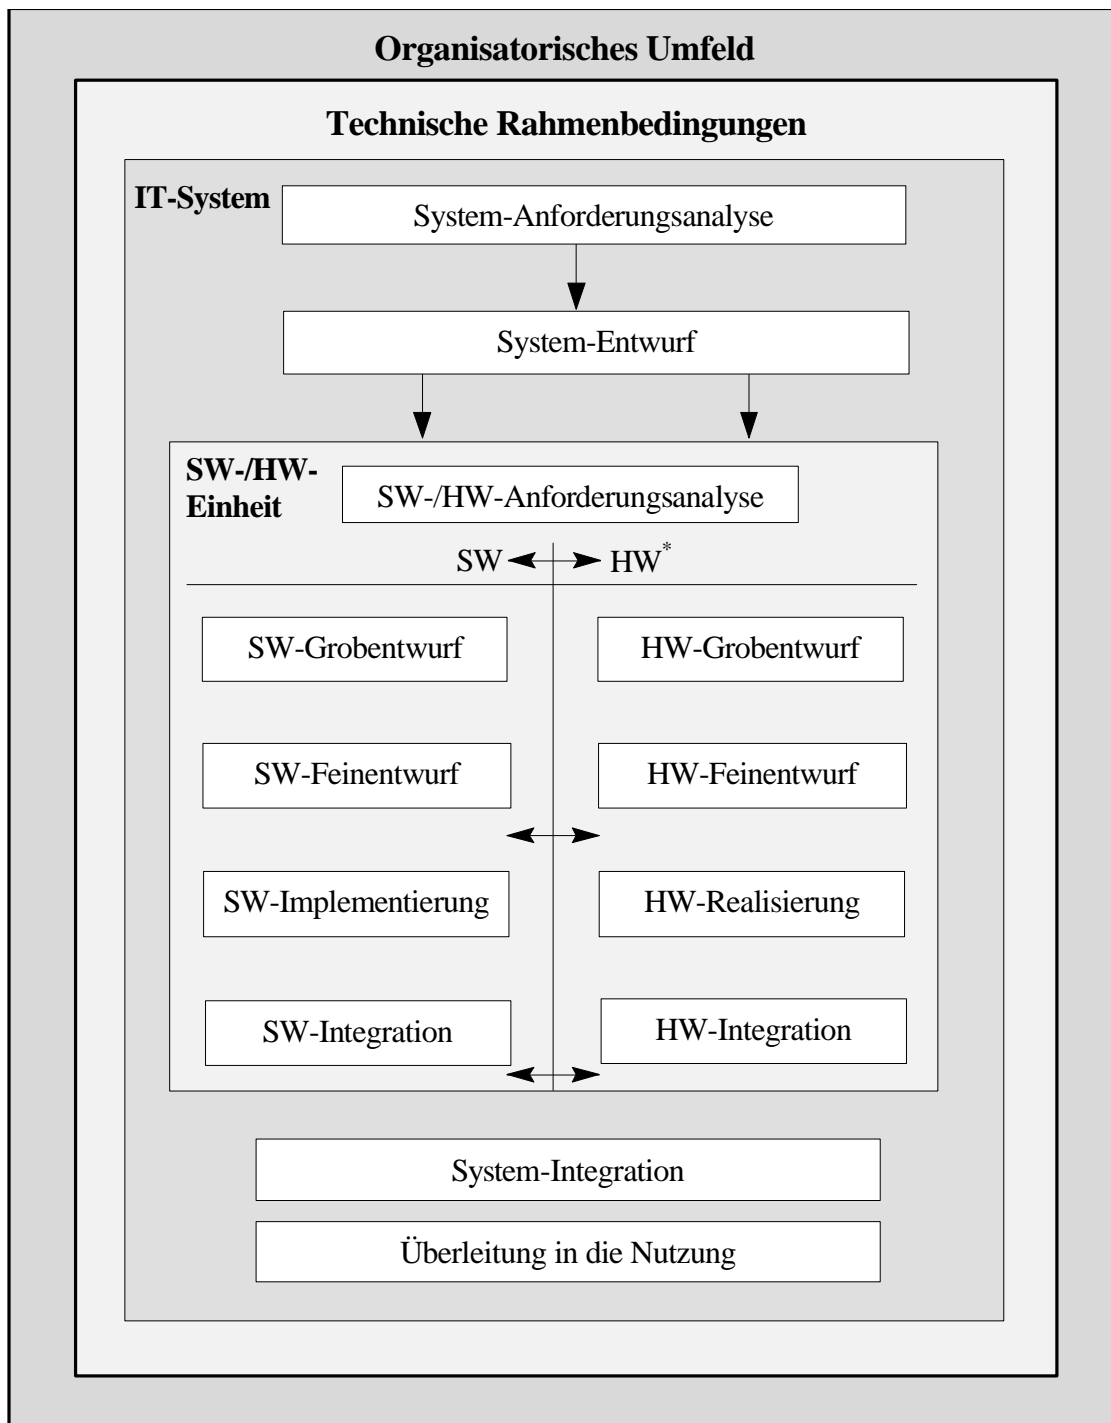 Organisatorisches Umfeld
Technische Rahmenbedingungen
IT-System
System-Anforderungsanalyse
System-Entwurf
SW-/HW-
Einheit
SW-/HW-Anforderungsanalyse
SW HW*
SW-Grobentwurf
HW-Grobentwurf
SW-Feinentwurf
HW-Feinentwurf
SW-Implementierung
HW-Realisierung
SW-Integration
HW-Integration
System-Integration
Überleitung in die Nutzung